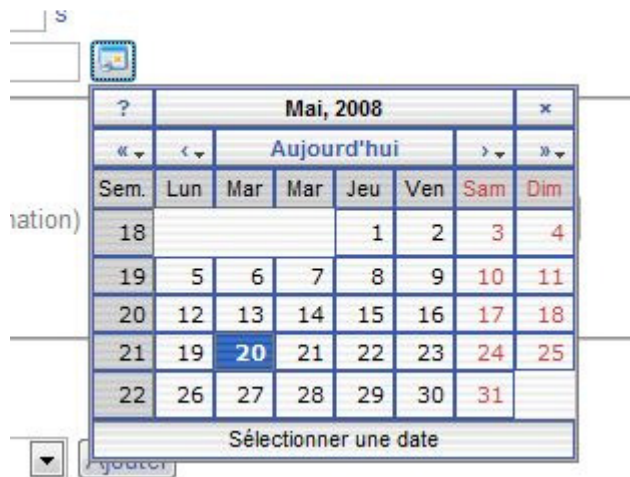 s
? Mai, 2008 ×
« ‹ Aujourd'hui › »
Sem. Lun Mar Mar Jeu Ven Sam Dim
18 1 2 3 4
nation)
19 5 6 7 8 9 10 11
20 12 13 14 15 16 17 18
21 19 20 21 22 23 24 25
22 26 27 28 29 30 31
Sélectionner une date
Ajouter